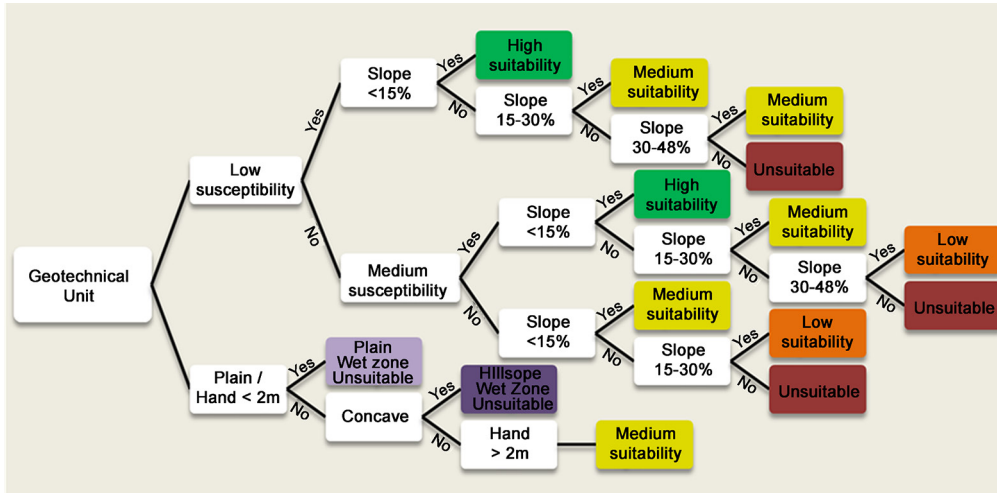 Geotechnical
Unit
Low
susceptibility
Yes
No
Slope
<15%
Yes
No
High
suitability
Slope
15-30%
Yes
No
Medium
suitability
Slope
30-48%
Yes
No
Medium
suitability
Unsuitable
Medium
susceptibility
Yes
No
Slope
<15%
Yes
No
High
suitability
Slope
15-30%
Yes
No
Medium
suitability
Slope
30-48%
Yes
No
Low
suitability
Unsuitable
Slope
<15%
Yes
No
Medium
suitability
Slope
15-30%
Yes
No
Low
suitability
Unsuitable
Plain /
Hand < 2m
Yes
No
Plain
Wet zone
Unsuitable
Concave
Yes
No
HIllsope
Wet Zone
Unsuitable
Hand
> 2m
Medium
suitability